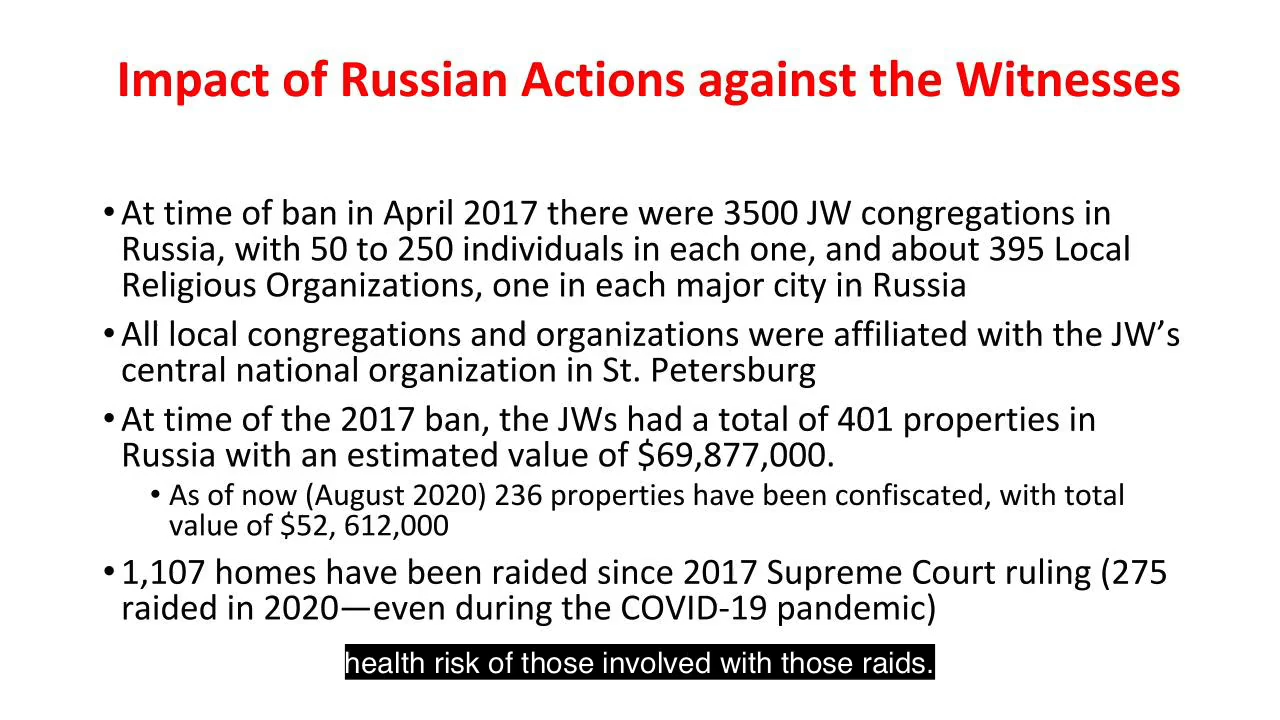 Impact of Russian Actions against the Witnesses
• At time of ban in April 2017 there were 3500 JW congregations in
Russia, with 50 to 250 individuals in each one, and about 395 Local
Religious Organizations, one in each major city in Russia
• All local congregations and organizations were affiliated with the JW’s
central national organization in St. Petersburg
• At time of the 2017 ban, the JWs had a total of 401 properties in
Russia with an estimated value of $69,877,000.
• As of now (August 2020) 236 properties have been confiscated, with total
value of $52, 612,000
• 1,107 homes have been raided since 2017 Supreme Court ruling (275
raided in 2020—even during the COVID-19 pandemic)
health risk of those involved with those raids.